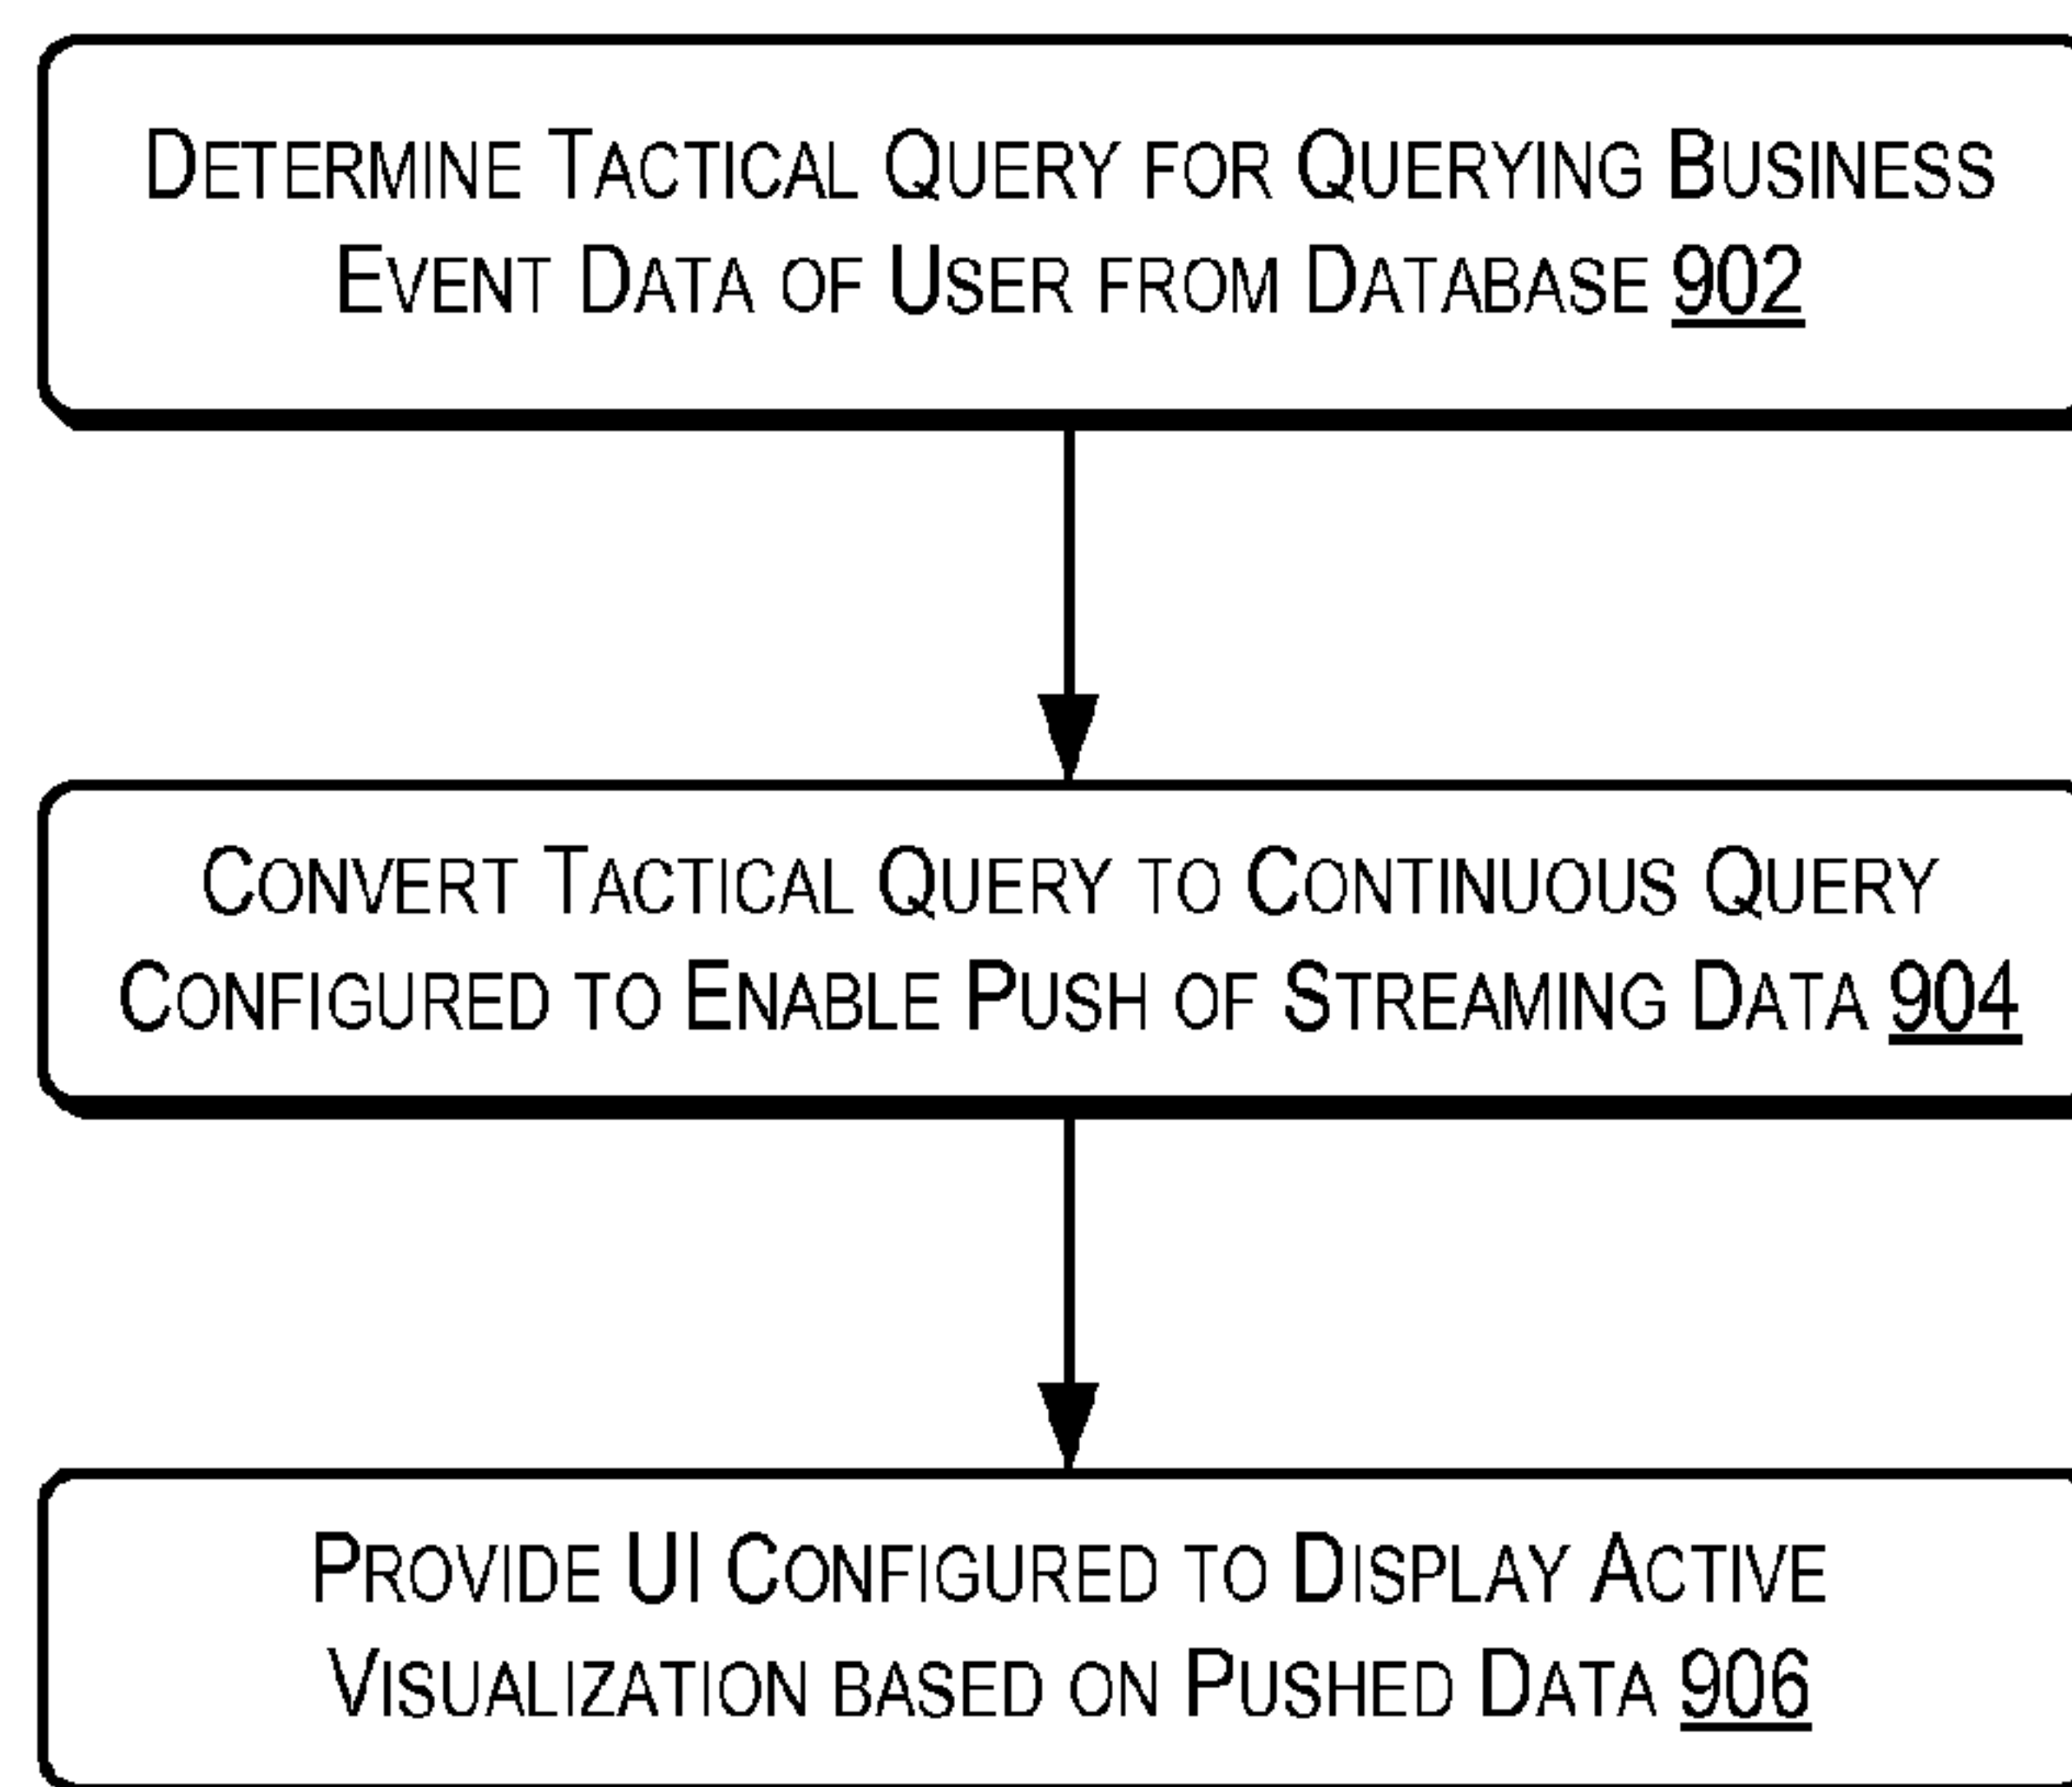 DETERMINE TACTICAL QUERY FOR QUERYING BUSINESS
EVENT DATA OF USER FROM DATABASE 902
CONVERT TACTICAL QUERY TO CONTINUOUS QUERY
CONFIGURED TO ENABLE PUSH OF STREAMING DATA 904
PROVIDE UI CONFIGURED TO DISPLAY ACTIVE
VISUALIZATION BASED ON PUSHED DATA 906